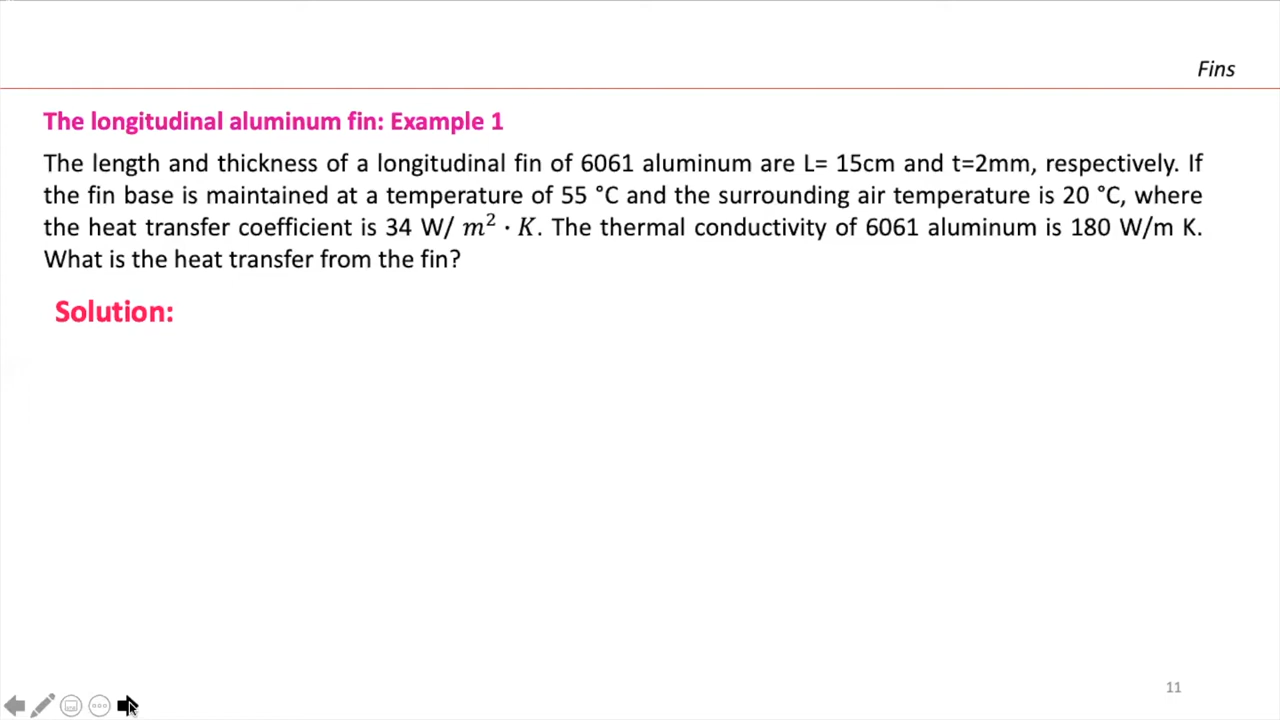 Fins
The longitudinal aluminum fin: Example 1
The length and thickness of a longitudinal fin of 6061 aluminum are L= 15cm and t=2mm, respectively. If
the fin base is maintained at a temperature of 55 °C and the surrounding air temperature is 20 °C, where
the heat transfer coefficient is 34 W/ m² · K. The thermal conductivity of 6061 aluminum is 180 W/m K.
What is the heat transfer from the fin?
Solution:
11